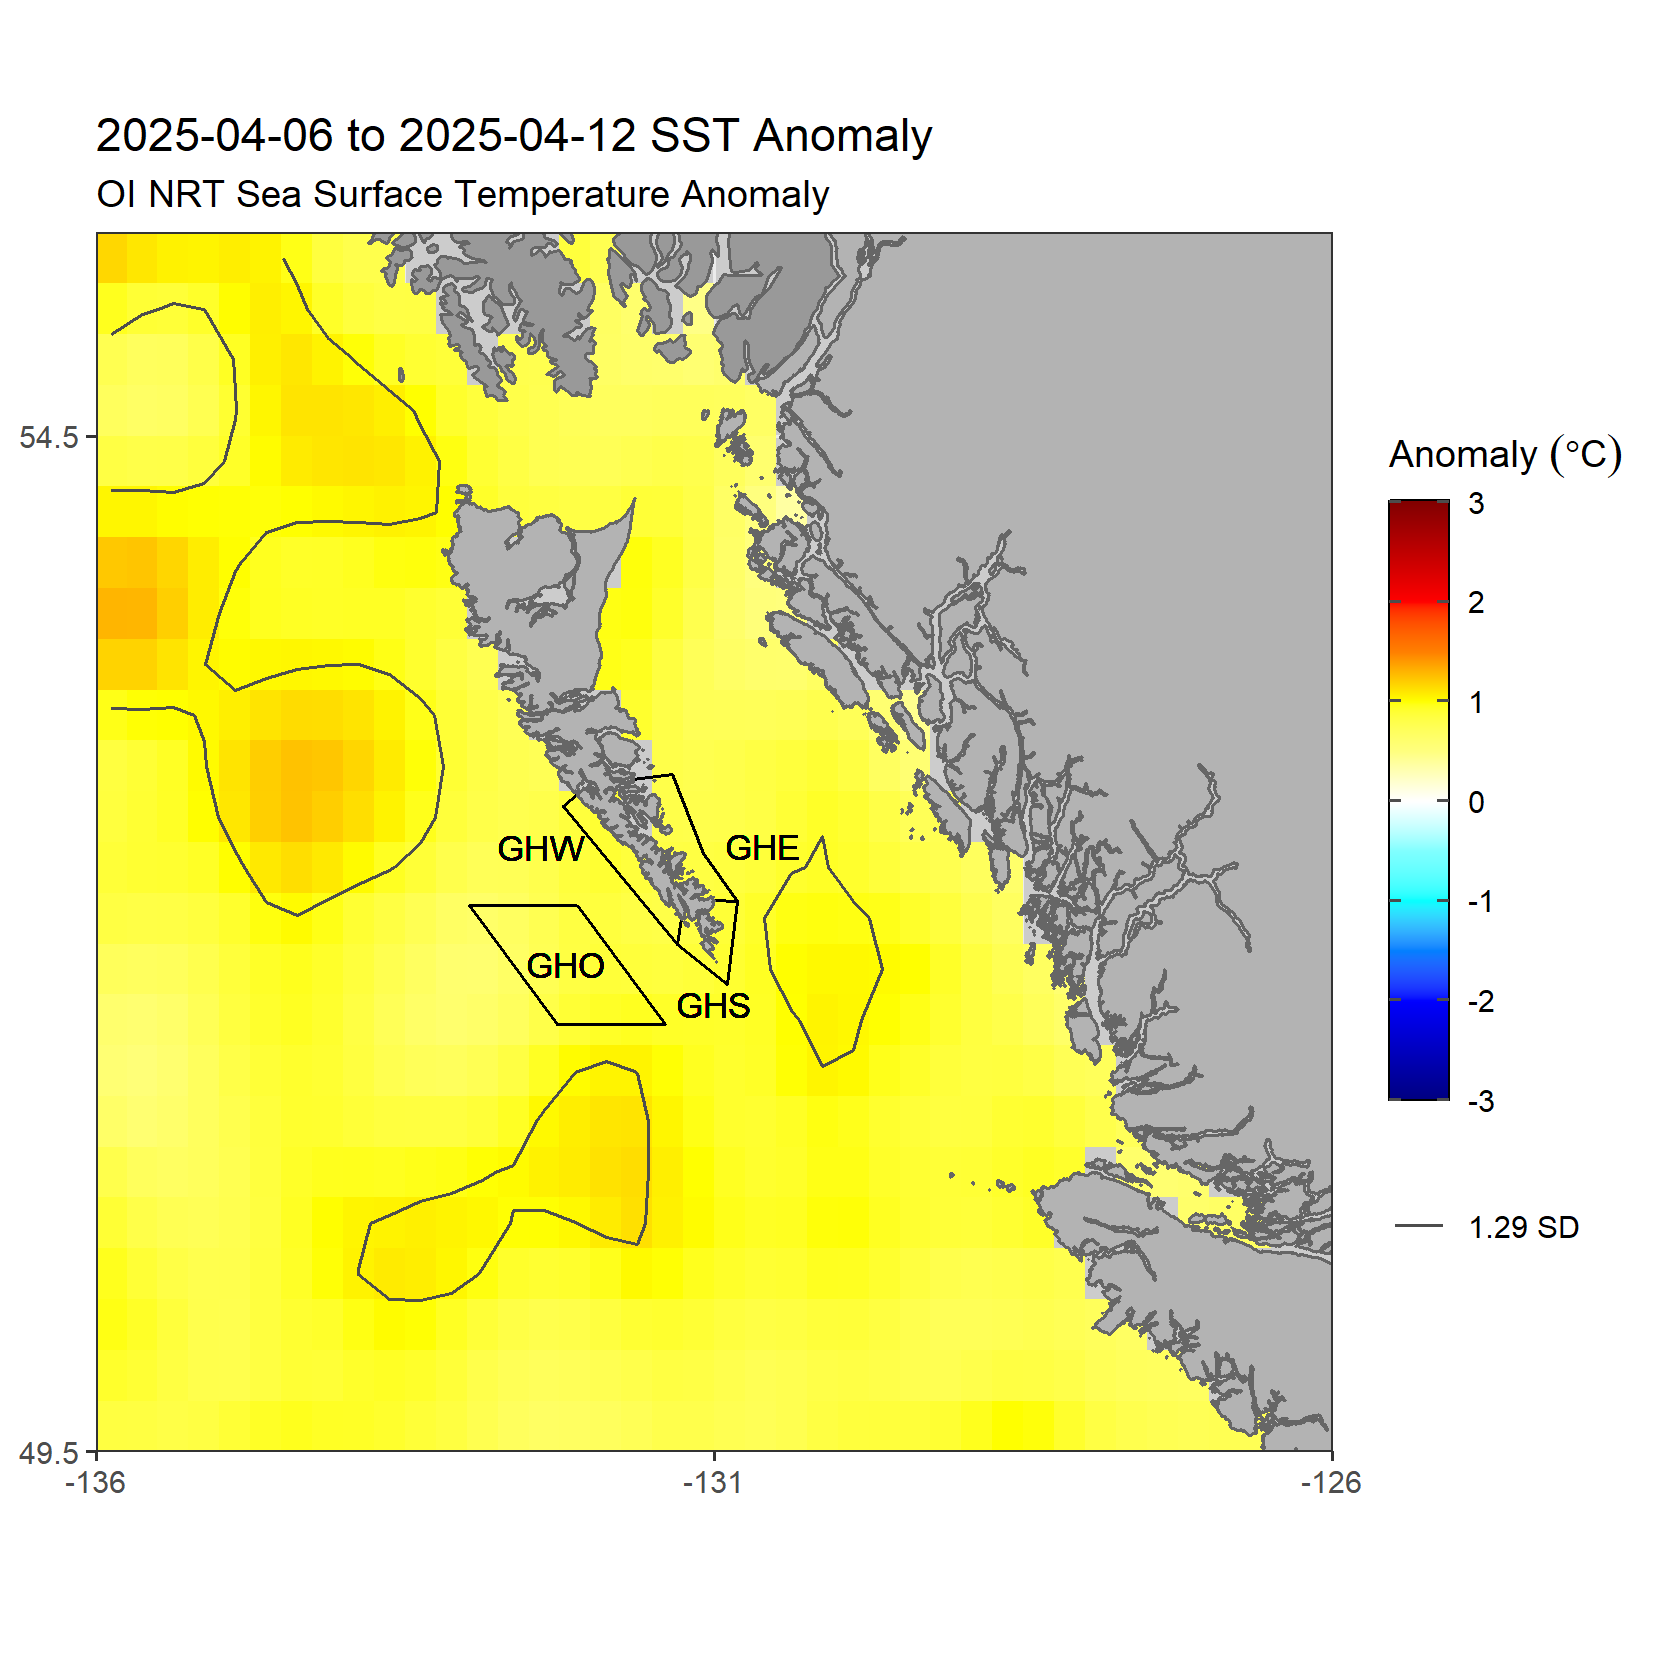 2025-04-06 to 2025-04-12 SST Anomaly
OI NRT Sea Surface Temperature Anomaly
54.5
49.5
-136
-131
-126
GHW
GHE
GHO
GHS
Anomaly (°C)
3
2
1
0
-1
-2
-3
1.29 SD